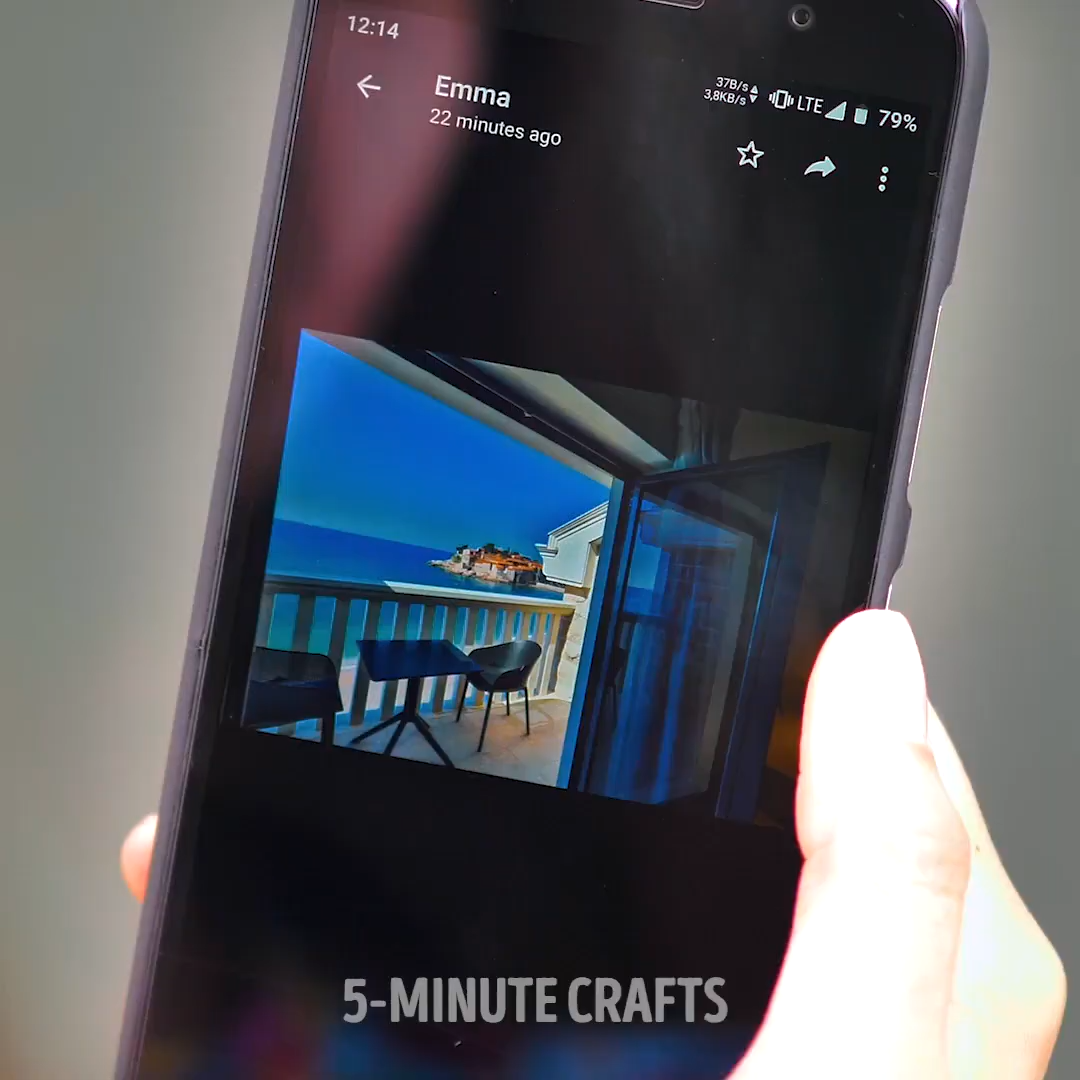 12:14
37B/s
3,8KB/s
LTE
79%
Emma
22 minutes ago
5-MINUTE CRAFTS